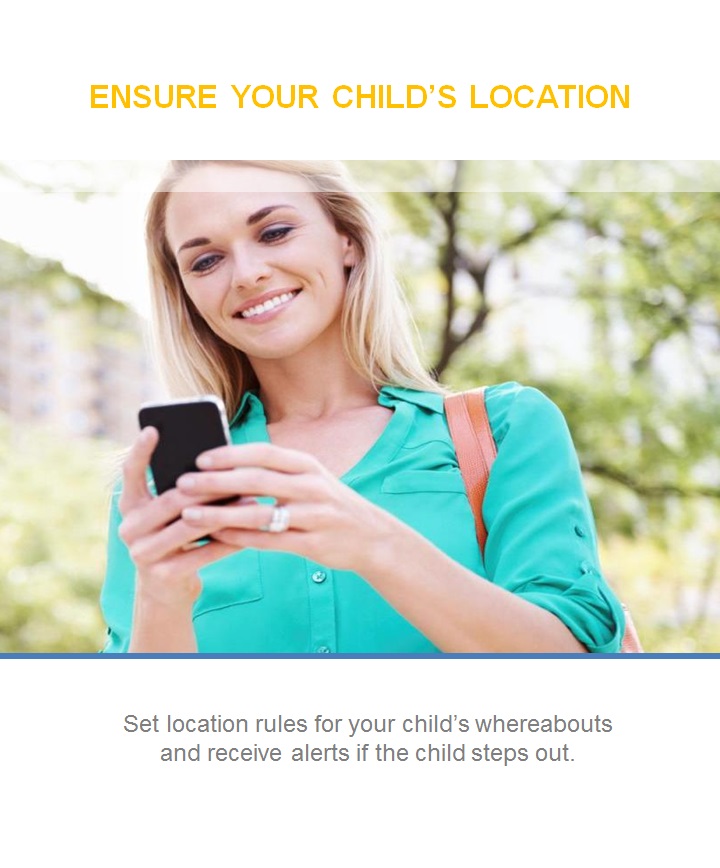 ENSURE YOUR CHILD’S LOCATION
Set location rules for your child’s whereabouts
and receive alerts if the child steps out.